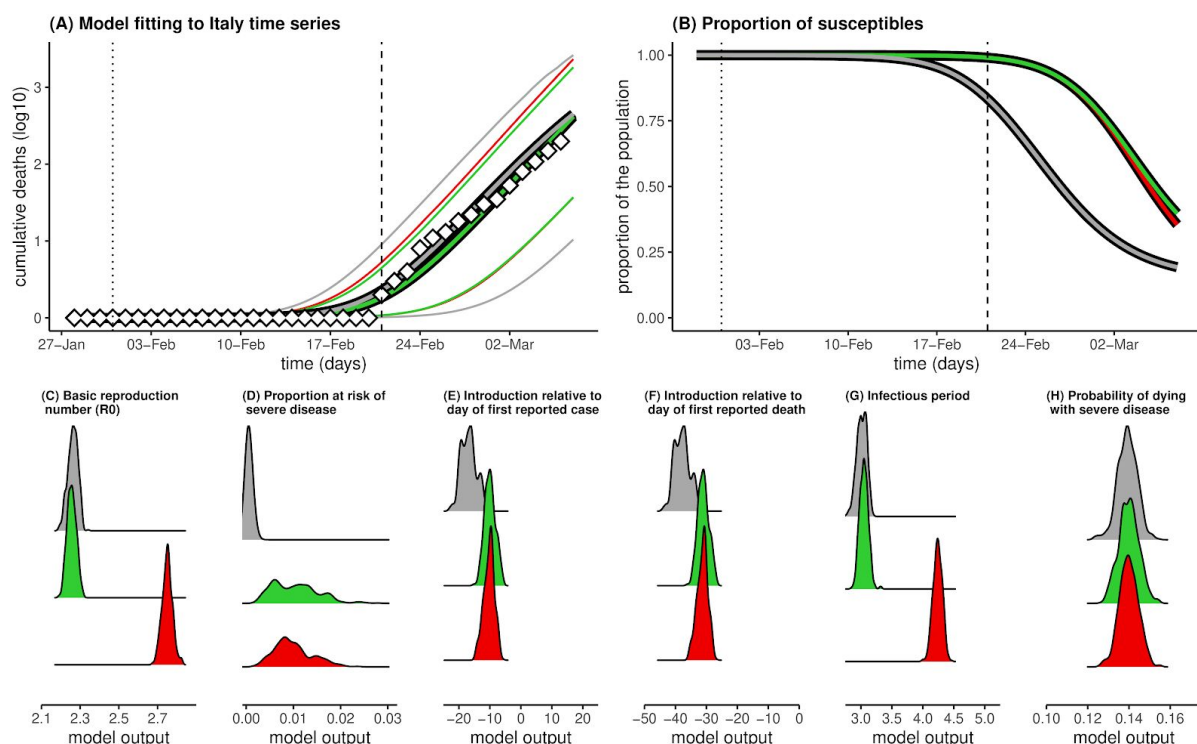 (A) Model fitting to Italy time series
cumulative deaths (log10)
3
2
1
0
27−Jan 03−Feb 10−Feb 17−Feb 24−Feb 02−Mar
time (days)
(B) Proportion of susceptibles
proportion of the population
1.00
0.75
0.50
0.25
0.00
03−Feb 10−Feb 17−Feb 24−Feb 02−Mar
time (days)
(C) Basic reproduction
number (R0)
2.1 2.3 2.5 2.7
model output
(D) Proportion at risk of
severe disease
0.00 0.01 0.02 0.03
model output
(E) Introduction relative to
day of first reported case
−20 −10 0 10 20
model output
(F) Introduction relative to
day of first reported death
−50 −40 −30 −20 −10 0
model output
(G) Infectious period
3.0 3.5 4.0 4.5 5.0
model output
(H) Probability of dying
with severe disease
0.10 0.12 0.14 0.16
model output